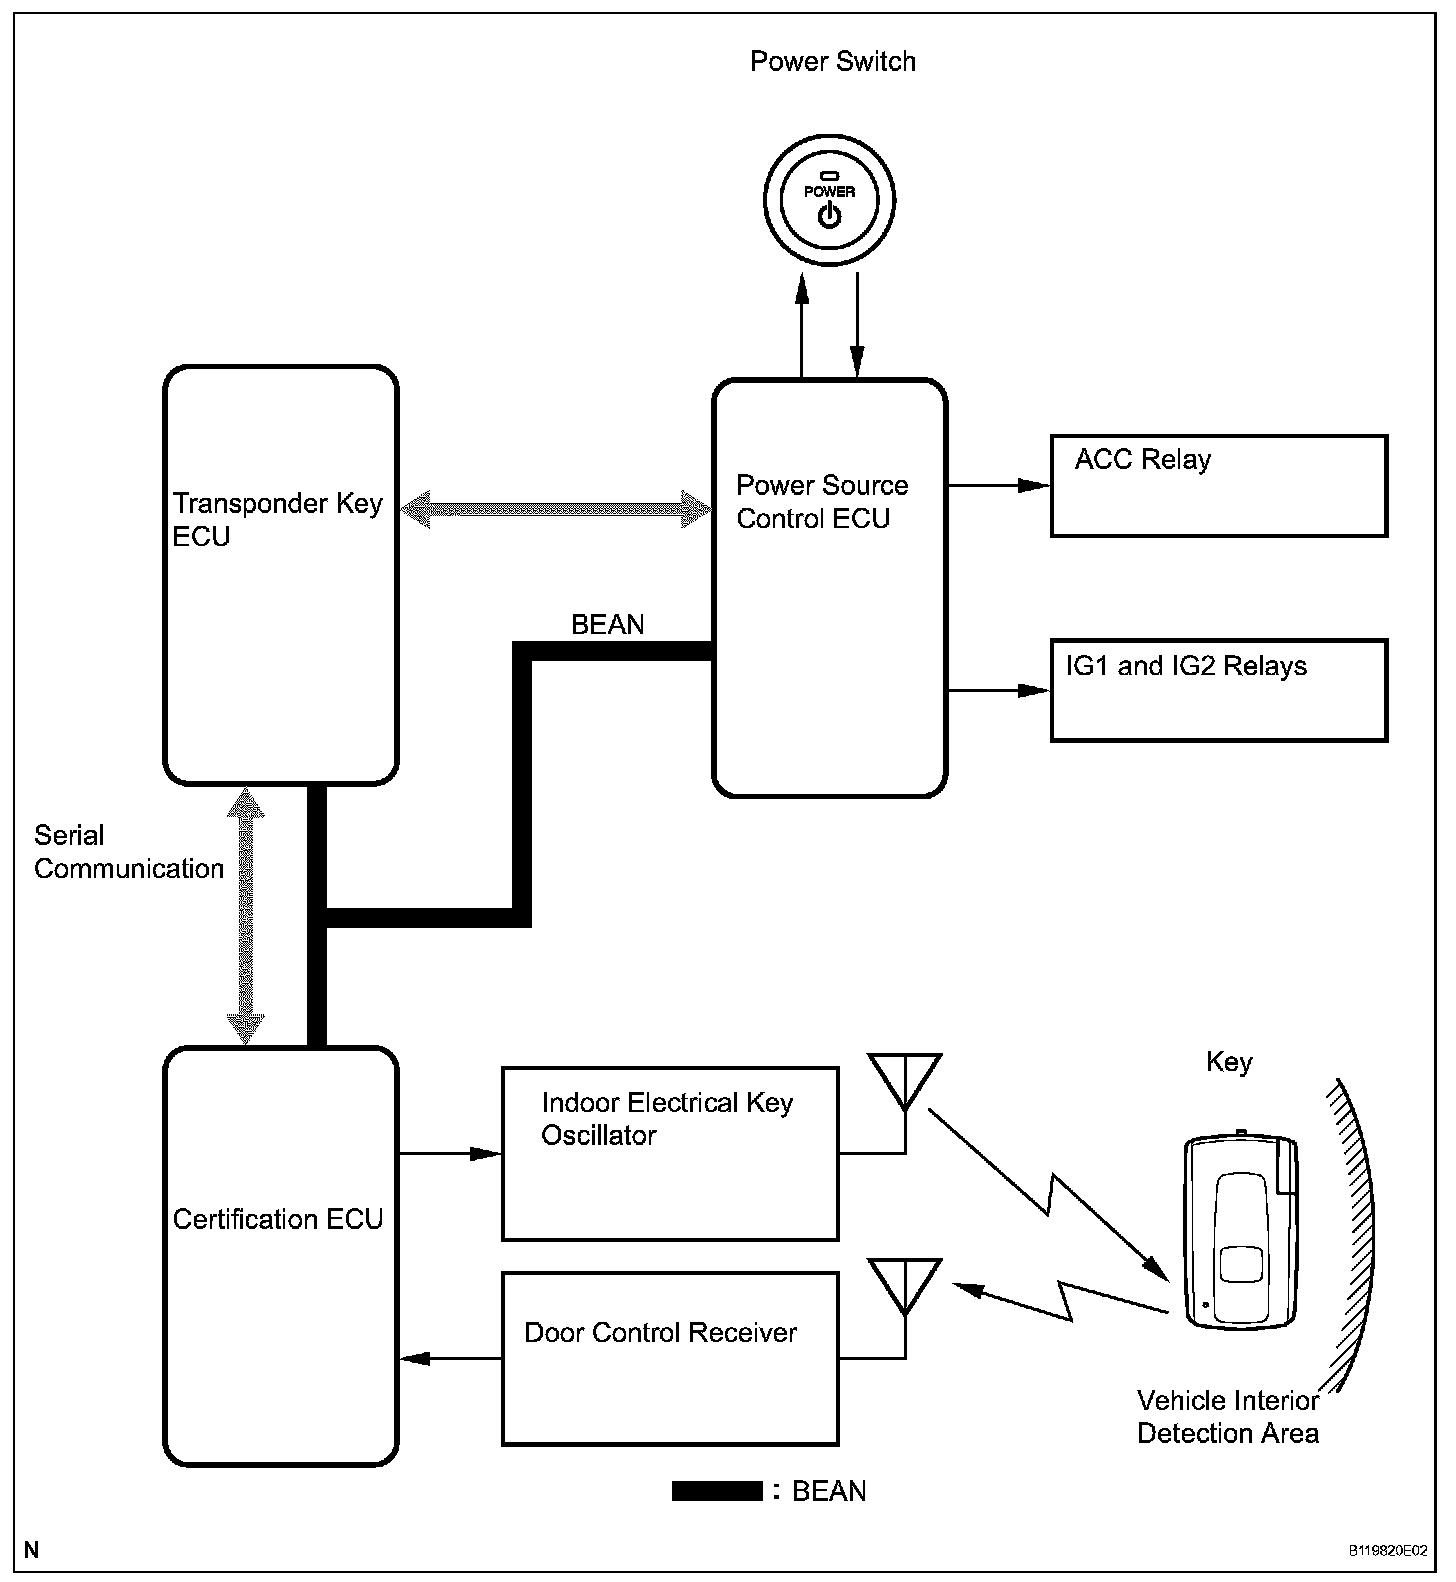 Power Switch
POWER
Transponder Key
ECU
Power Source
Control ECU
ACC Relay
IG1 and IG2 Relays
BEAN
Serial
Communication
Certification ECU
Indoor Electrical Key
Oscillator
Door Control Receiver
Key
Vehicle Interior
Detection Area
: BEAN
N
B119820E02